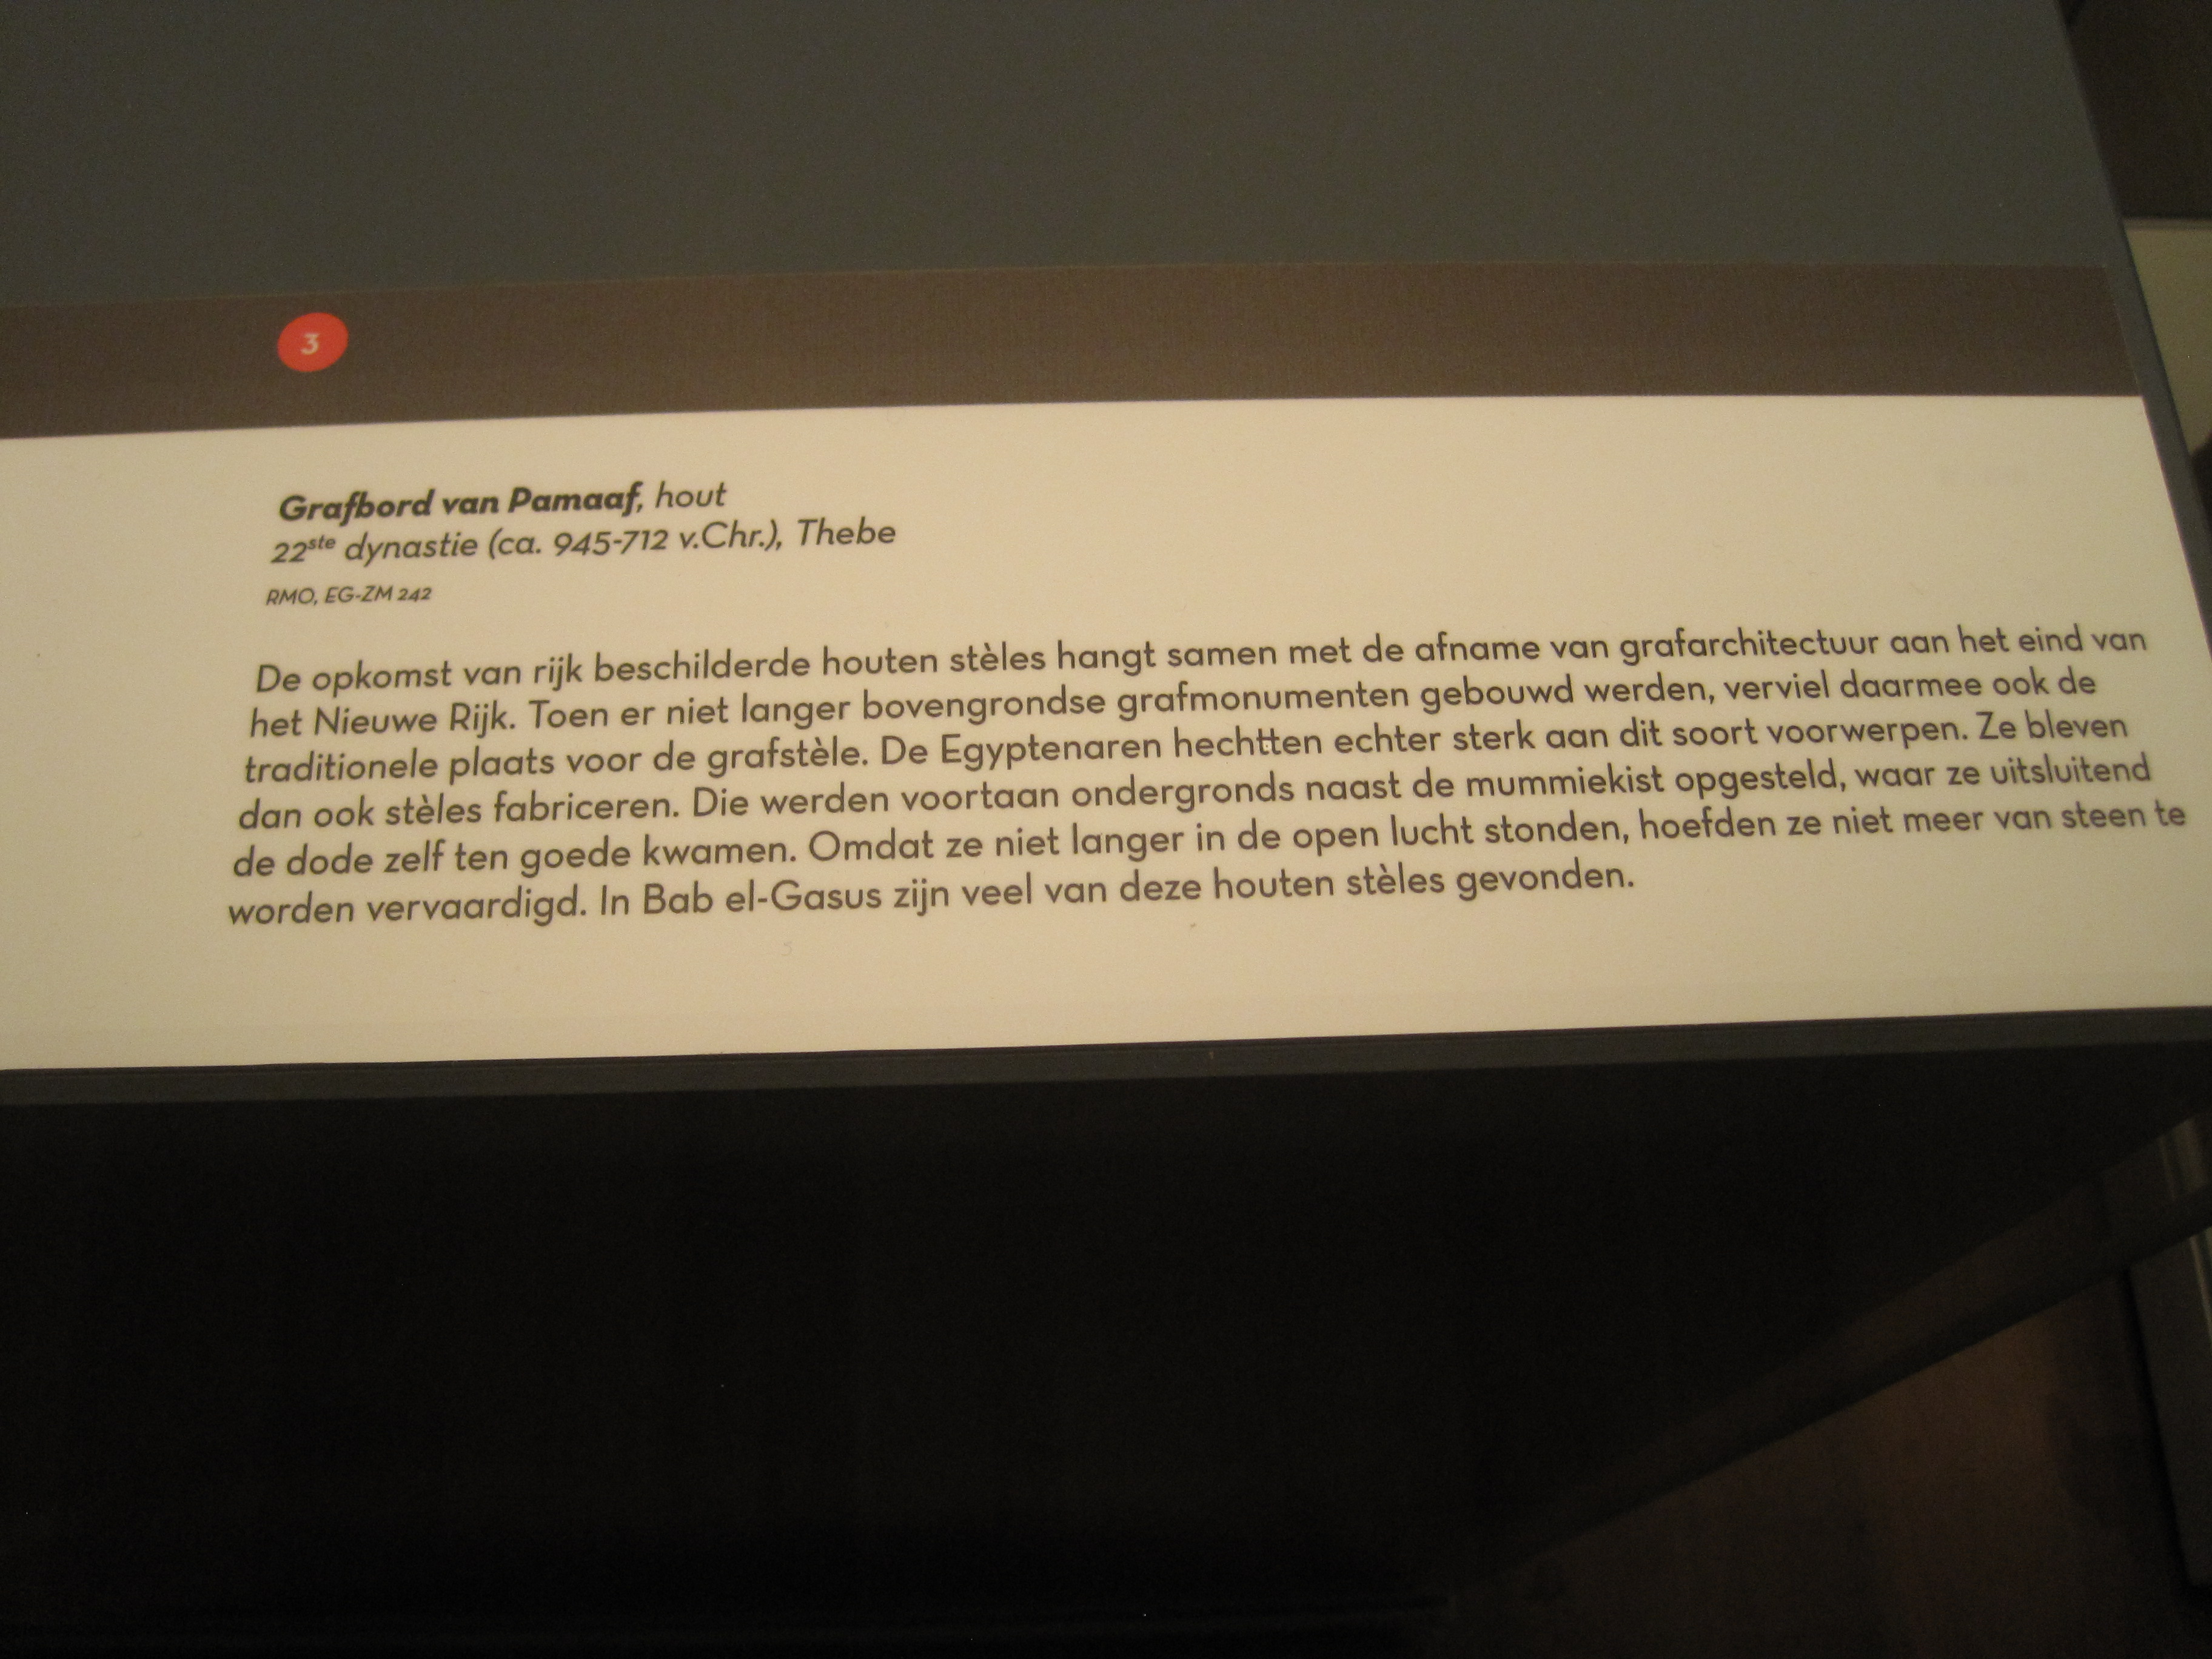 3
Grafbord van Pamaaf, hout
22ste dynastie (ca. 945-712 v.Chr.), Thebe
RMO, EG-ZM 242
De opkomst van rijk beschilderde houten stèles hangt samen met de afname van grafarchitectuur aan het eind van
het Nieuwe Rijk. Toen er niet langer bovengrondse grafmonumenten gebouwd werden, verviel daarmee ook de
traditionele plaats voor de grafstèle. De Egyptenaren hechtten echter sterk aan dit soort voorwerpen. Ze bleven
dan ook stèles fabriceren. Die werden voortaan ondergronds naast de mummiekist opgesteld, waar ze uitsluitend
de dode zelf ten goede kwamen. Omdat ze niet langer in de open lucht stonden, hoefden ze niet meer van steen te
worden vervaardigd. In Bab el-Gasus zijn veel van deze houten stèles gevonden.